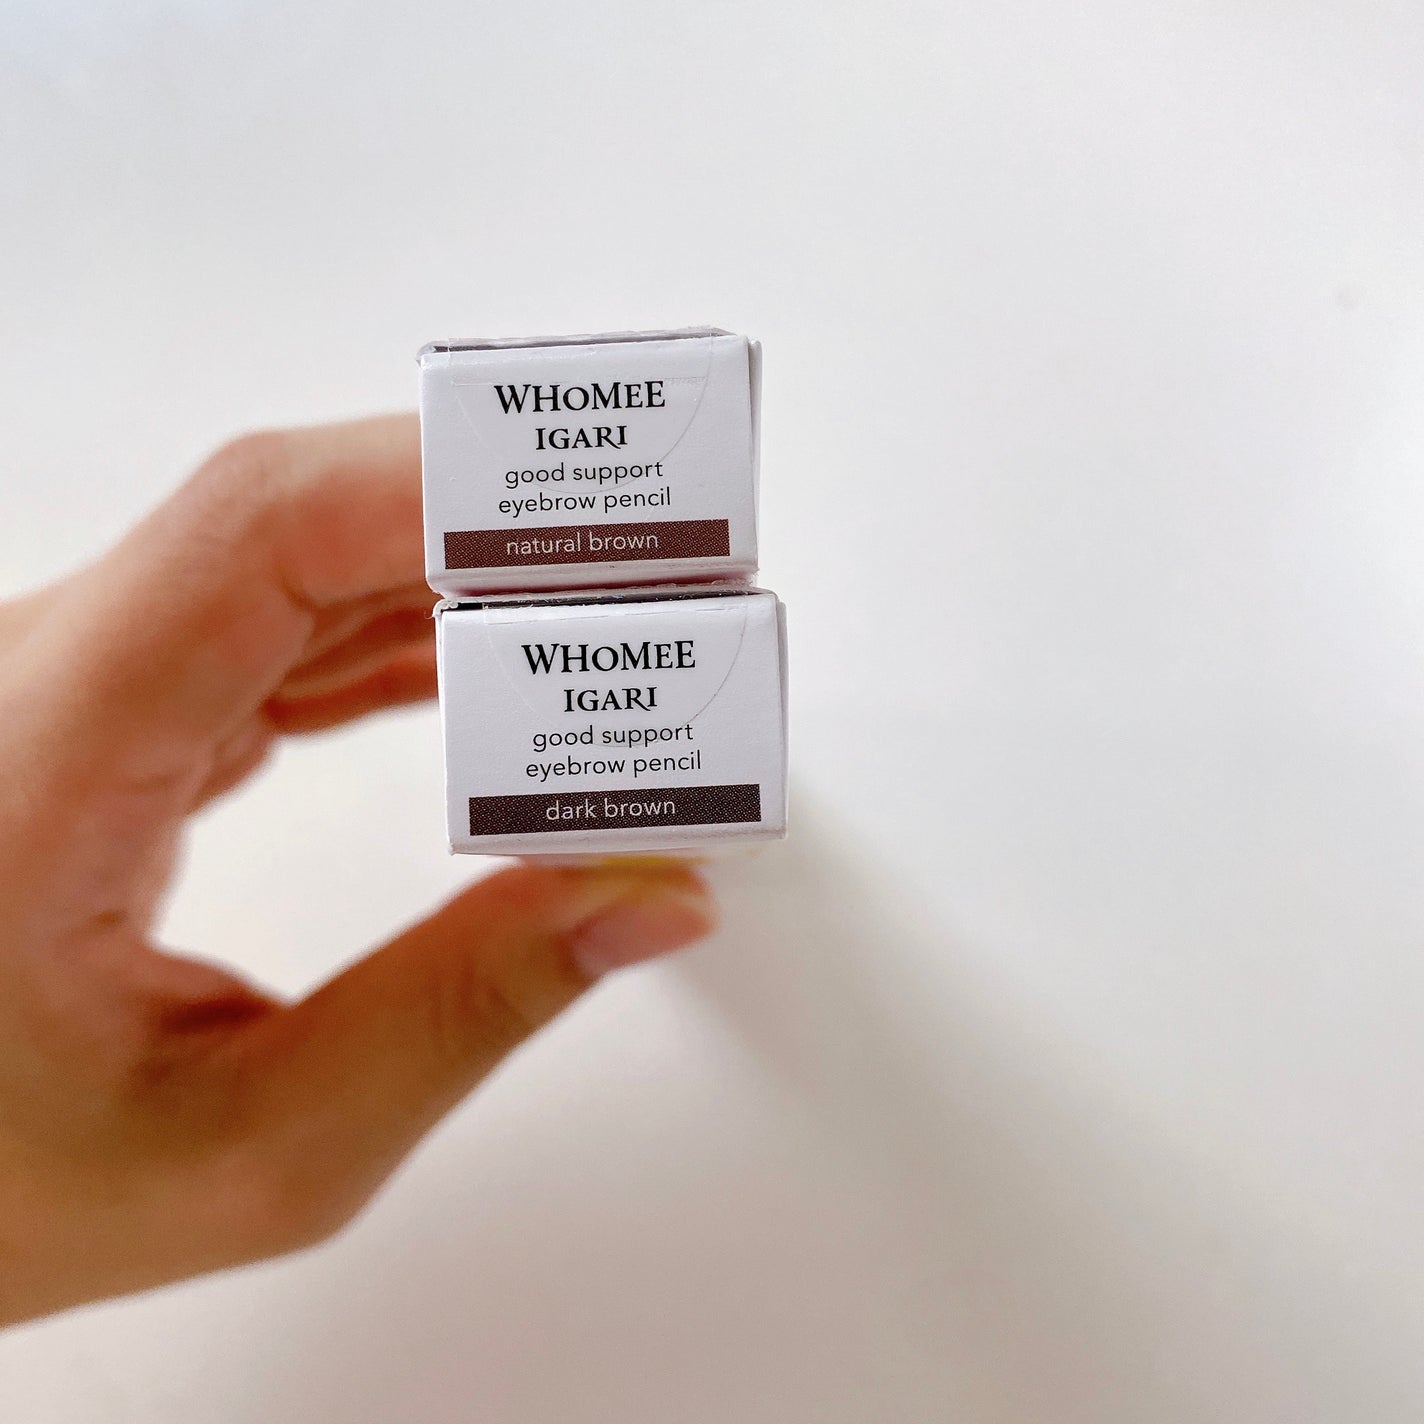 WHOMEE
IGARI
good support
eyebrow pencil
natural brown
WHOMEE
IGARI
good support
eyebrow pencil
dark brown